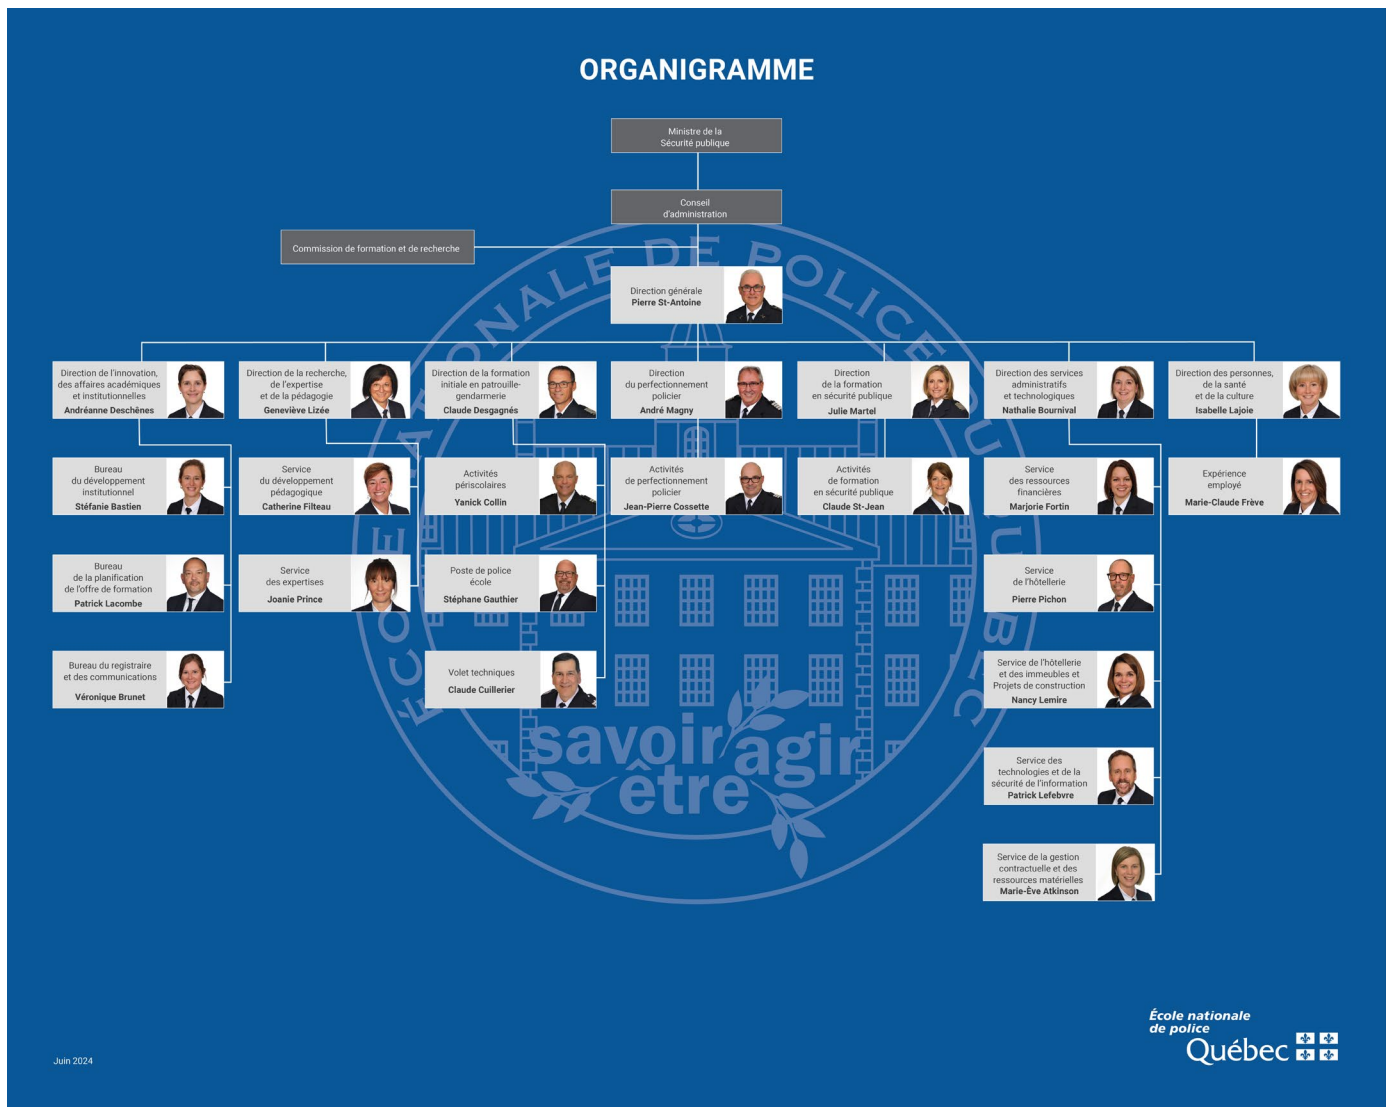 ORGANIGRAMME
Ministre de la
Sécurité publique
Conseil
d'administration
Commission de formation et de recherche
Direction générale
Pierre St-Antoine
Direction de l'innovation,
des affaires académiques
et institutionnelles
Andréanne Deschênes
Direction de la recherche,
de l'expertise
et de la pédagogie
Geneviève Lizée
Direction de la formation
initiale en patrouille-
gendarmerie
Claude Desgagnés
Direction
du perfectionnement
policier
André Magny
Direction
de la formation
en sécurité publique
Julie Martel
Direction des services
administratifs
et technologiques
Nathalie Bournival
Direction des personnes,
de la santé
et de la culture
Isabelle Lajoie
Bureau
du développement
institutionnel
Stéfanie Bastien
Service
du développement
pédagogique
Catherine Filteau
Activités
périscolaires
Yanick Collin
Activités
de perfectionnement
policier
Jean-Pierre Cossette
Activités
de formation
en sécurité publique
Claude St-Jean
Service
des ressources
financières
Marjorie Fortin
Expérience
employé
Marie-Claude Frève
Bureau
de la planification
de l'offre de formation
Patrick Lacombe
Service
des expertises
Joanie Prince
Poste de police
école
Stéphane Gauthier
Service
de l'hôtellerie
Pierre Pichon
Bureau du registraire
et des communications
Véronique Brunet
Volet techniques
Claude Cuillerier
Service de l'hôtellerie
et des immeubles et
Projets de construction
Nancy Lemire
Service des
technologies et de la
sécurité de l'information
Patrick Lefebvre
Service de la gestion
contractuelle et des
ressources matérielles
Marie-Ève Atkinson
ÉCOLE NATIONALE DE POLICE DU QUÉBEC
savoir agir
être
École nationale
de police
Québec
Juin 2024